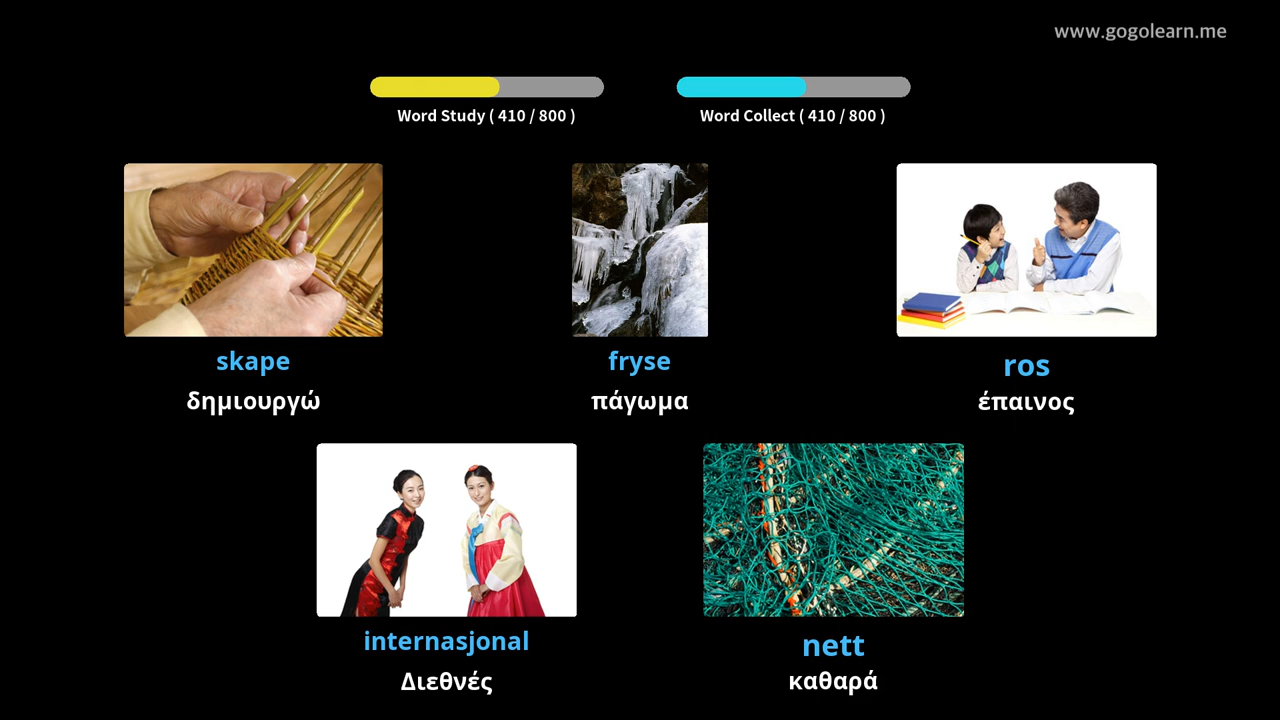 www.gogolearn.me
Word Study ( 410 / 800 )
Word Collect ( 410 / 800 )
skape
δημιουργώ
fryse
πάγωμα
ros
έπαινος
internasjonal
Διεθνές
nett
καθαρά